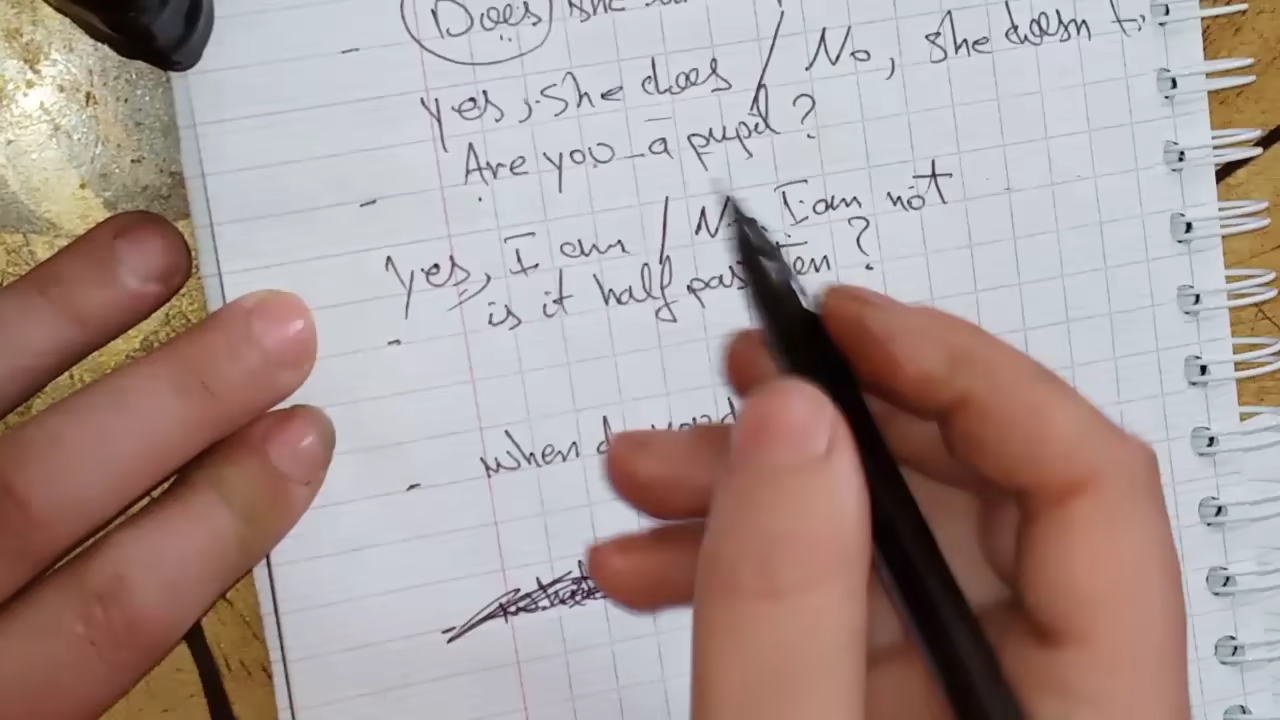 Does she
yes, she does / No, she doesn't.
- Are you a pupil?
yes, I am / No, I am not
- is it half past ten?
- When